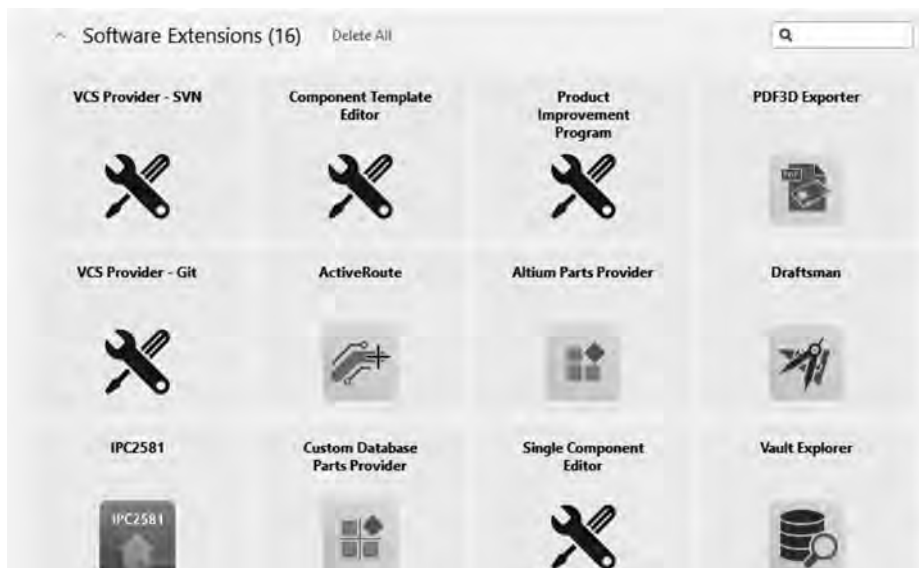 Software Extensions (16) Delete All
VCS Provider - SVN
Component Template
Editor
Product
Improvement
Program
PDF3D Exporter
VCS Provider - Git
ActiveRoute
Altium Parts Provider
Draftsman
IPC2581
IPC2581
Custom Database
Parts Provider
Single Component
Editor
Vault Explorer